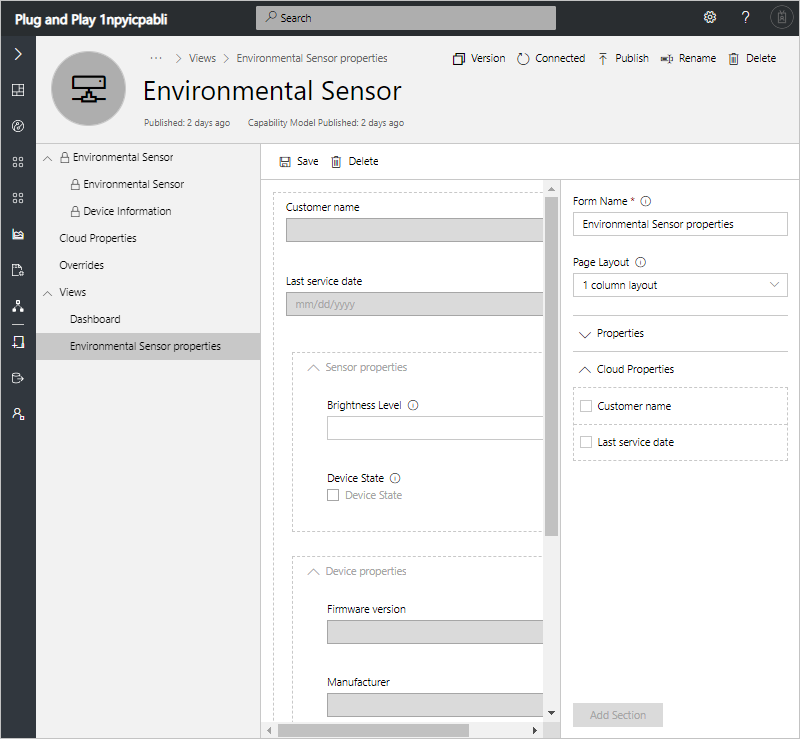 Plug and Play 1npyicpabli
Search
?
··· > Views > Environmental Sensor properties
Version
Connected
Publish
Rename
Delete
Environmental Sensor
Published: 2 days ago
Capability Model Published: 2 days ago
Environmental Sensor
Environmental Sensor
Device Information
Cloud Properties
Overrides
Views
Dashboard
Environmental Sensor properties
Save
Delete
Customer name
Last service date
mm/dd/yyyy
Sensor properties
Brightness Level
Device State
Device State
Device properties
Firmware version
Manufacturer
Form Name *
Environmental Sensor properties
Page Layout
1 column layout
Properties
Cloud Properties
Customer name
Last service date
Add Section